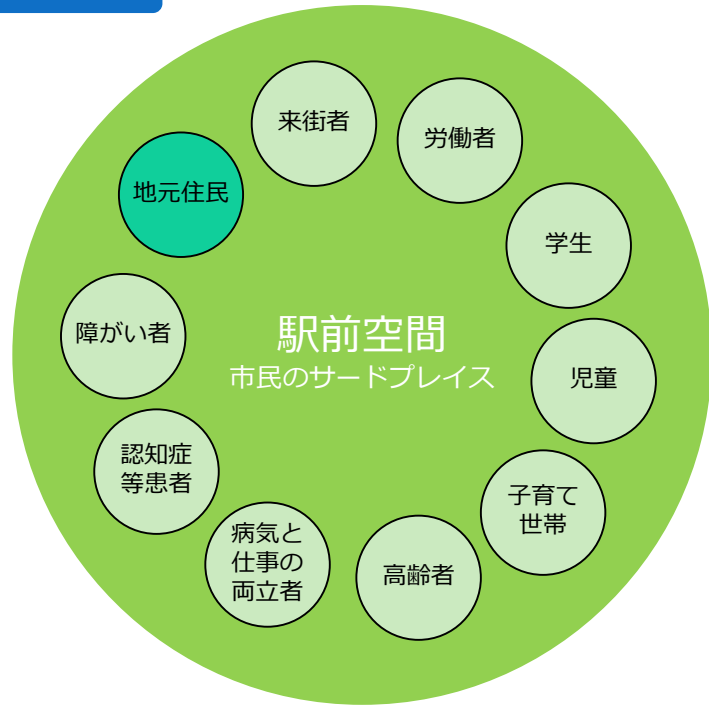 来街者
労働者
地元住民
学生
障がい者
駅前空間
市民のサードプレイス
児童
認知症
等患者
子育て
世帯
病気と
仕事の
両立者
高齢者